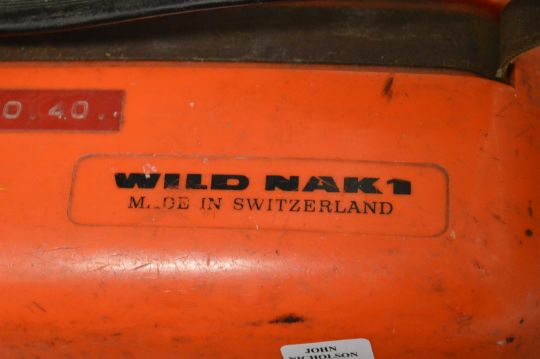 0.40.
WILD NAK1
MADE IN SWITZERLAND
JOHN
NICHOLSON